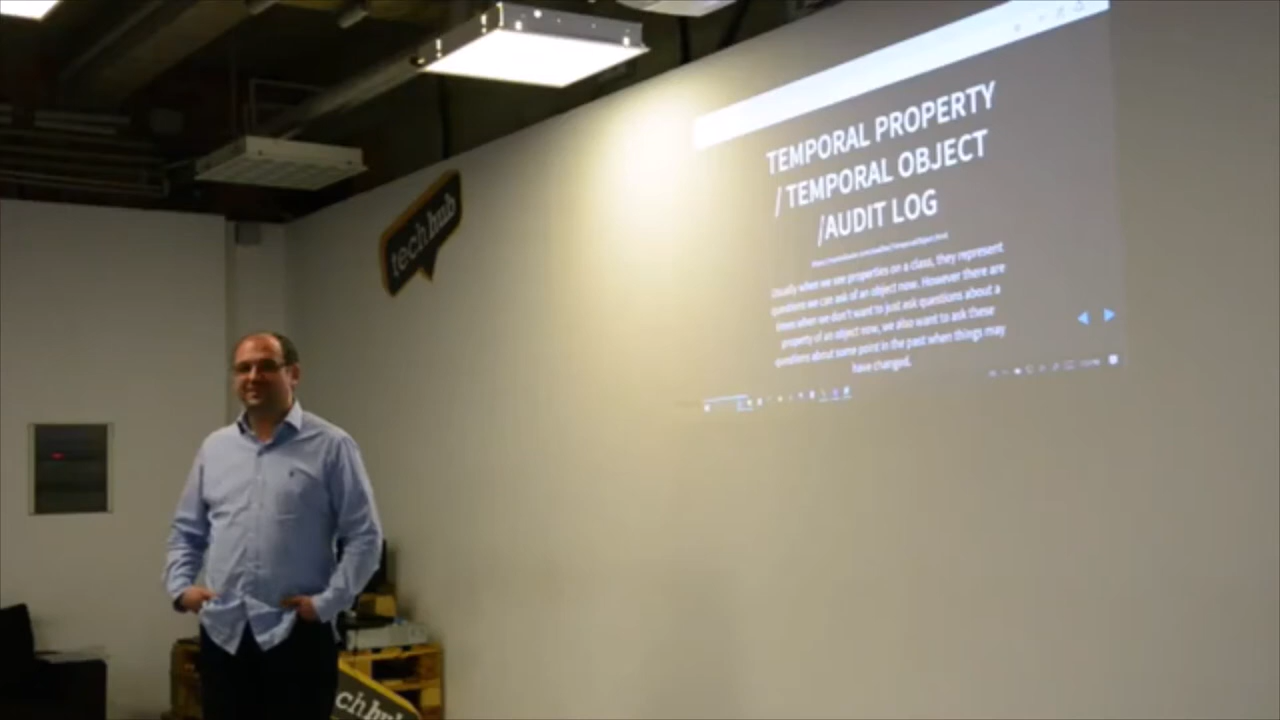 TEMPORAL PROPERTY
/ TEMPORAL OBJECT
/AUDIT LOG
Usually when we see properties on a class, they represent
questions we can ask of an object now. However there are
times when we don't want to just ask questions about a
property of an object now, we also want to ask these
questions about some point in the past when things may
have changed.
tech hub
ch hub